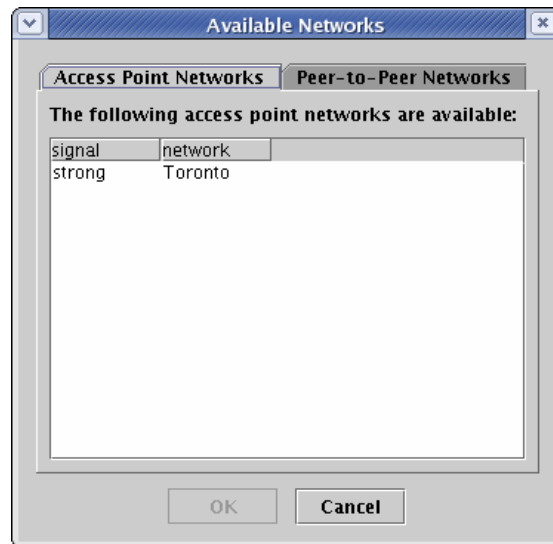 Available Networks
Access Point Networks Peer-to-Peer Networks
The following access point networks are available:
signal network
strong Toronto
OK Cancel